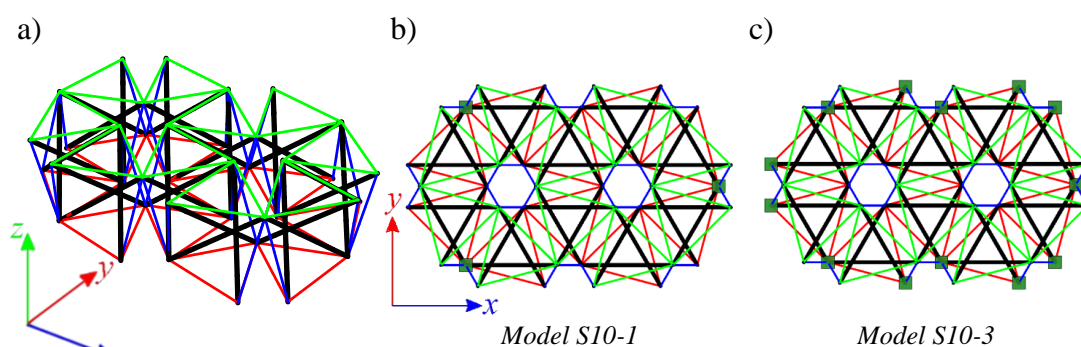 a)
b)
c)
z
y
y
x
Model S10-1
Model S10-3